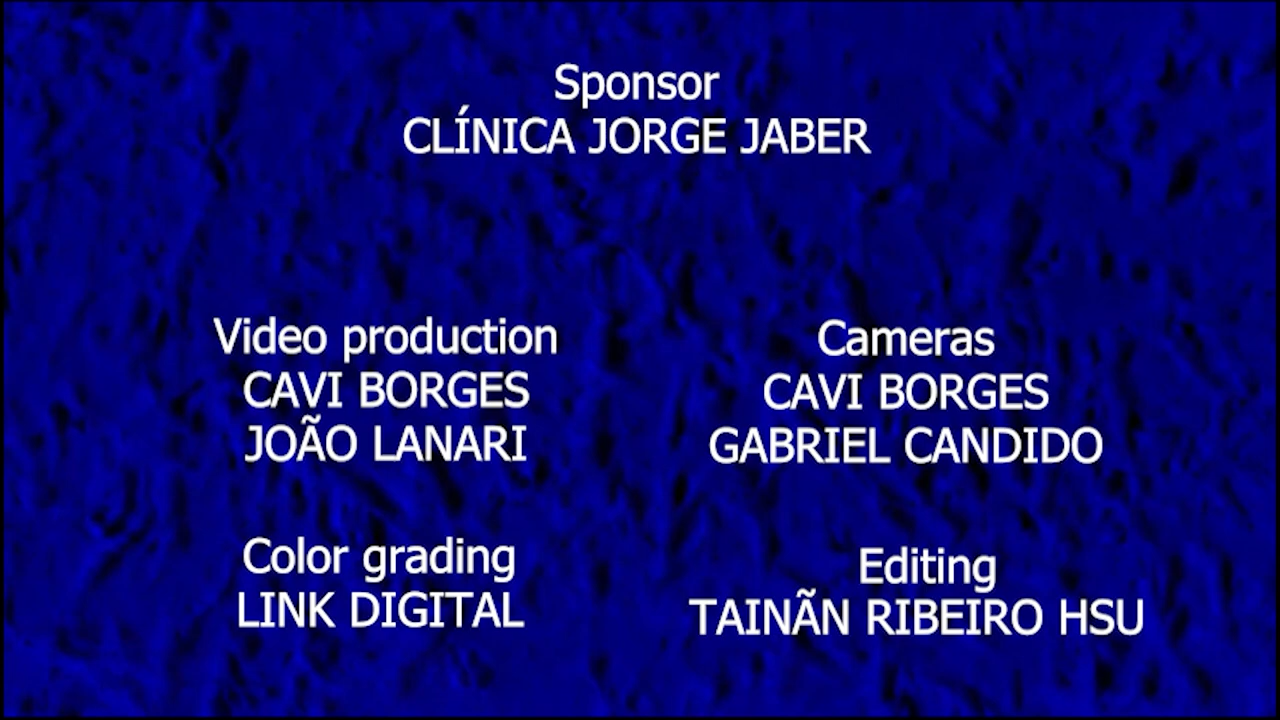 Sponsor
CLÍNICA JORGE JABER
Video production
CAVI BORGES
JOÃO LANARI
Cameras
CAVI BORGES
GABRIEL CANDIDO
Color grading
LINK DIGITAL
Editing
TAINÃN RIBEIRO HSU